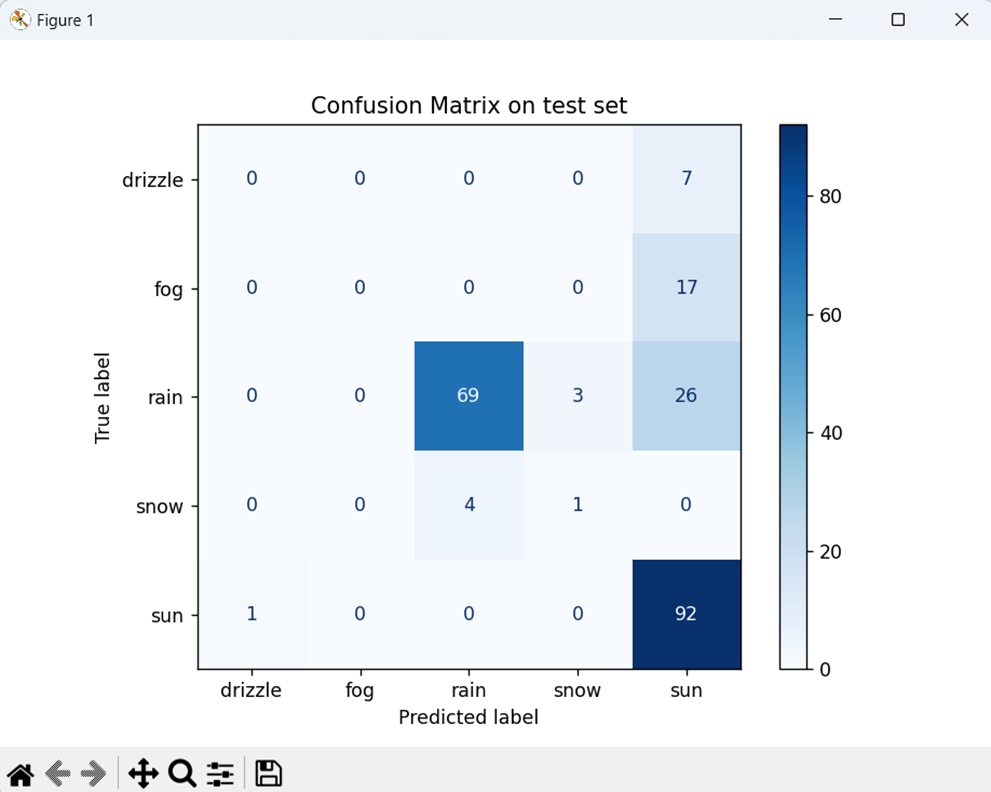 Figure 1
Confusion Matrix on test set
drizzle 0 0 0 0 7
fog 0 0 0 0 17
rain 0 0 69 3 26
snow 0 0 4 1 0
sun 1 0 0 0 92
True label
drizzle fog rain snow sun
Predicted label
80
60
40
20
0